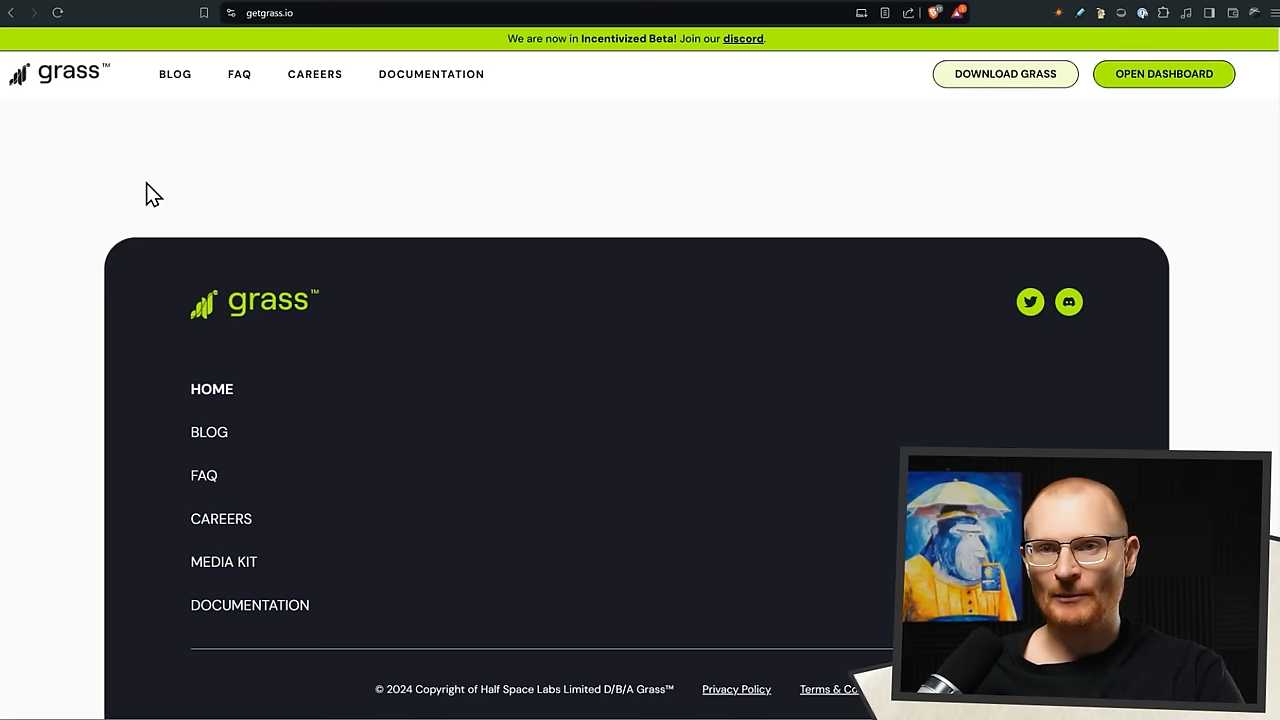 getgrass.io
We are now in Incentivized Beta! Join our discord.
grass™ BLOG FAQ CAREERS DOCUMENTATION DOWNLOAD GRASS OPEN DASHBOARD
grass™
HOME
BLOG
FAQ
CAREERS
MEDIA KIT
DOCUMENTATION
© 2024 Copyright of Half Space Labs Limited D/B/A Grass™ Privacy Policy Terms & Co